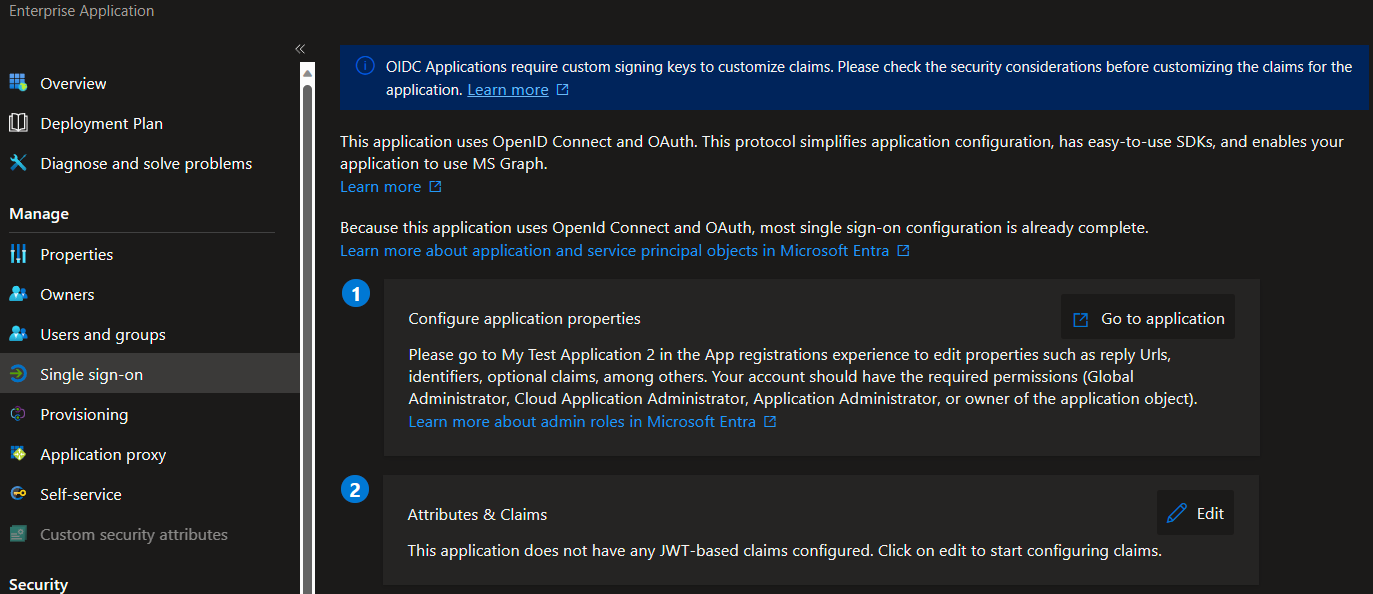 Enterprise Application
Overview
Deployment Plan
Diagnose and solve problems
Manage
Properties
Owners
Users and groups
Single sign-on
Provisioning
Application proxy
Self-service
Custom security attributes
Security
OIDC Applications require custom signing keys to customize claims. Please check the security considerations before customizing the claims for the
application. Learn more
This application uses OpenID Connect and OAuth. This protocol simplifies application configuration, has easy-to-use SDKs, and enables your
application to use MS Graph.
Learn more
Because this application uses OpenId Connect and OAuth, most single sign-on configuration is already complete.
Learn more about application and service principal objects in Microsoft Entra
1
Configure application properties
Go to application
Please go to My Test Application 2 in the App registrations experience to edit properties such as reply Urls,
identifiers, optional claims, among others. Your account should have the required permissions (Global
Administrator, Cloud Application Administrator, Application Administrator, or owner of the application object).
Learn more about admin roles in Microsoft Entra
2
Attributes & Claims
Edit
This application does not have any JWT-based claims configured. Click on edit to start configuring claims.